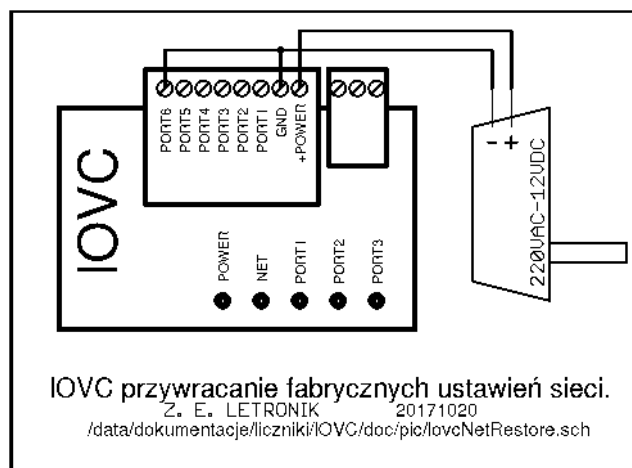 PORT6
PORT5
PORT4
PORT3
PORT2
PORT1
GND
+POWER
IOVC
- +
220VAC-12VDC
POWER
NET
PORT1
PORT2
PORT3
IOVC przywracanie fabrycznych ustawień sieci.
Z. E. LETRONIK 20171020
/data/dokumentacje/liczniki/IOVC/doc/pic/IovcNetRestore.sch